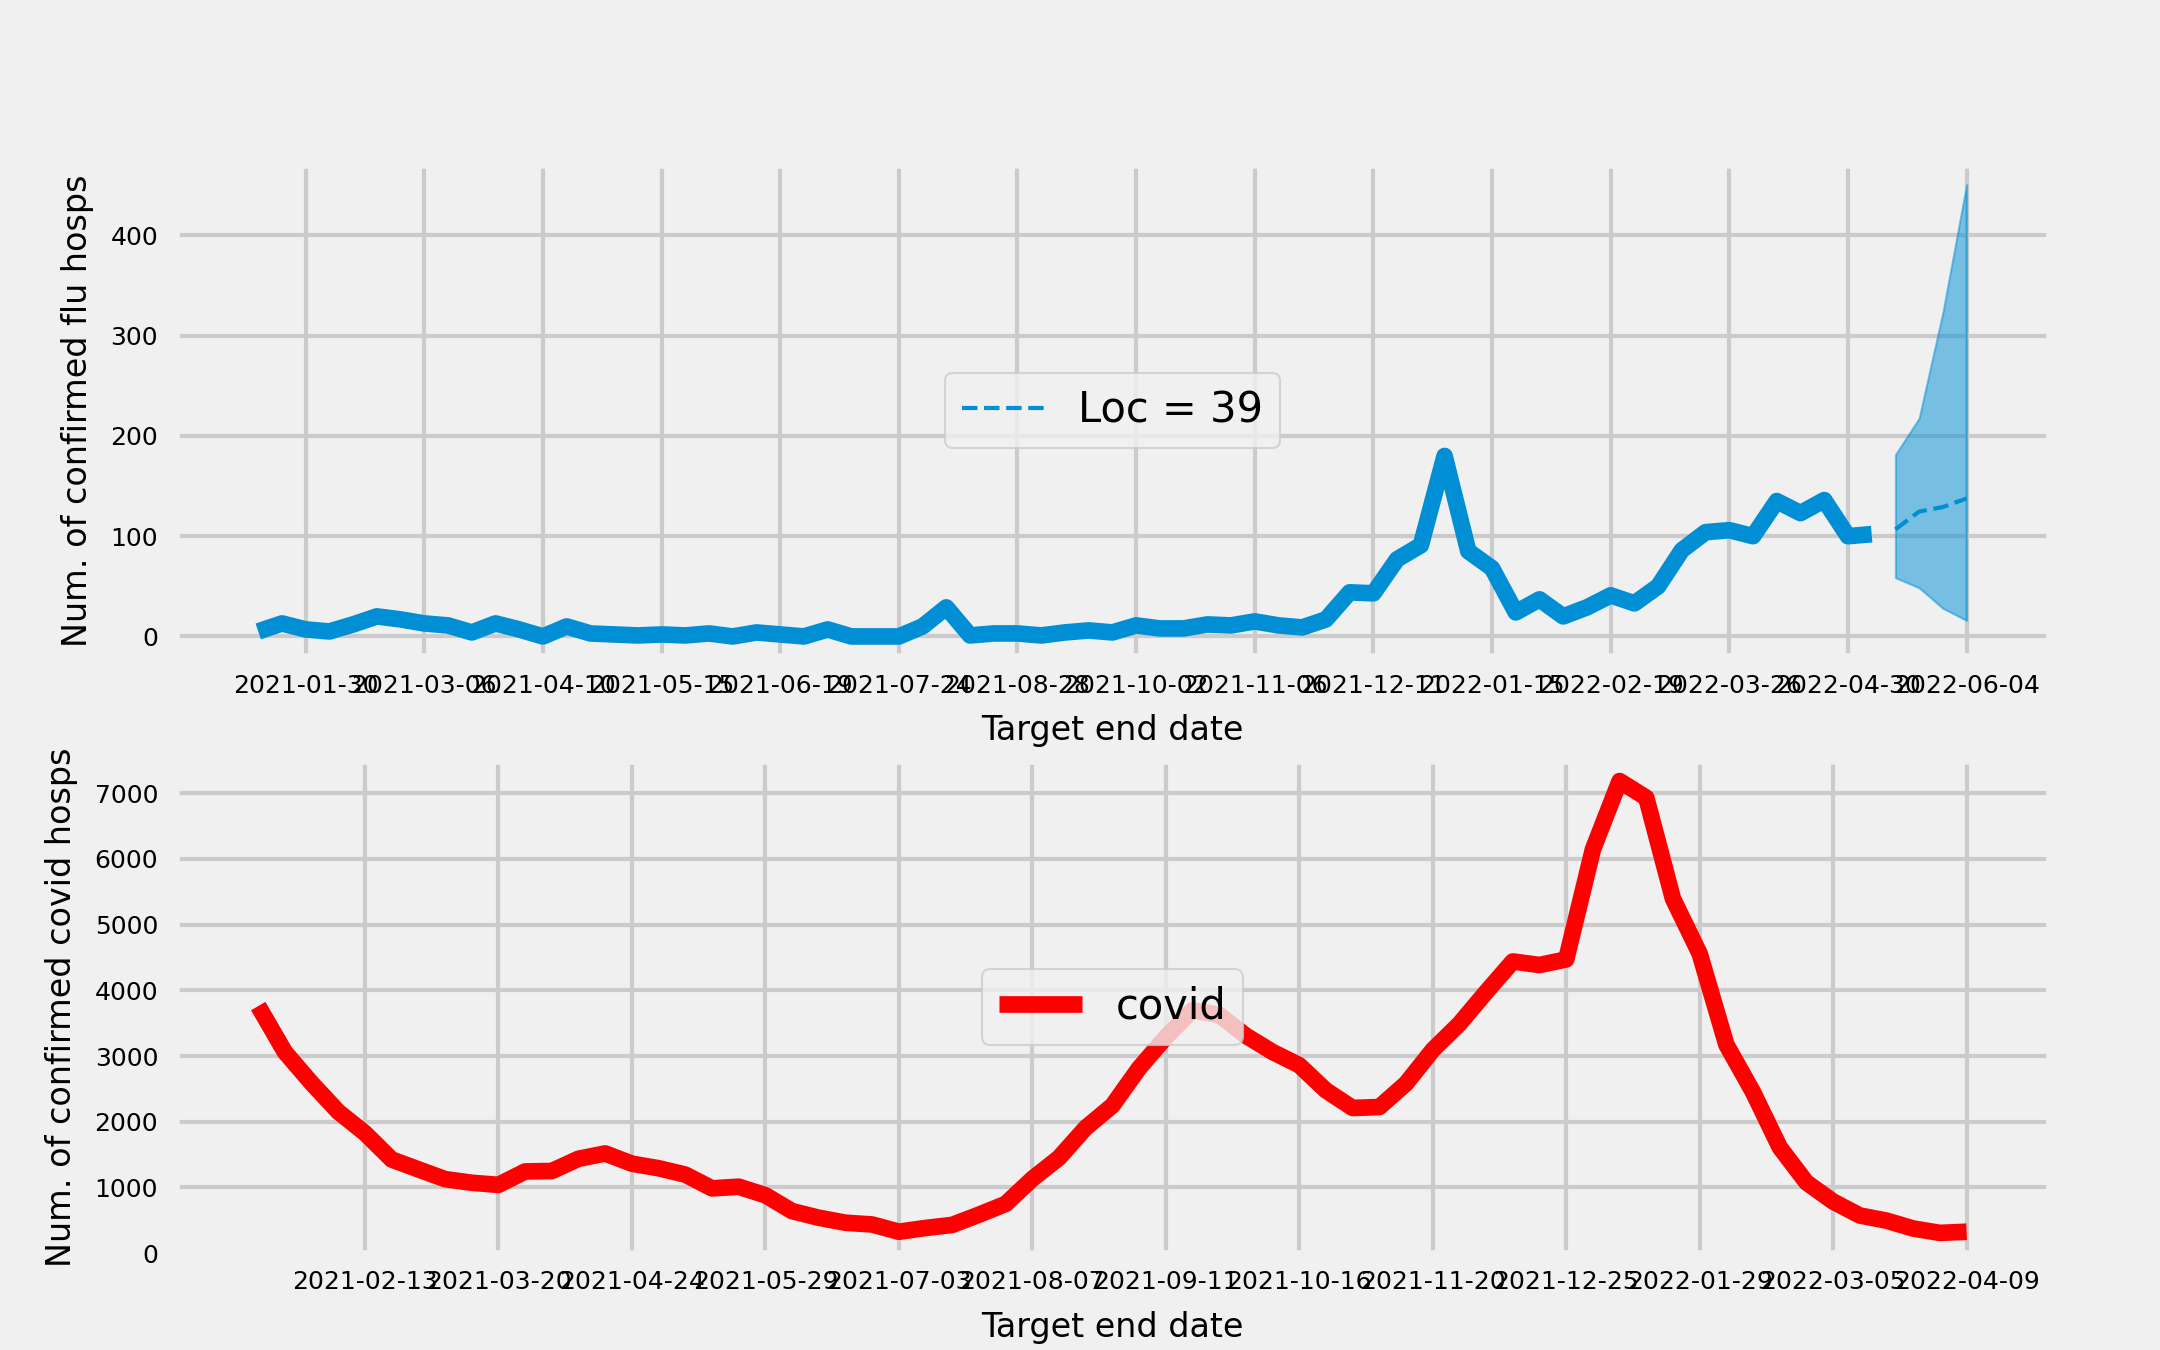 Num. of confirmed flu hosps
400
300
200
100
0
Loc = 39
2021-01-30 2021-03-06 2021-04-10 2021-05-15 2021-06-19 2021-07-24 2021-08-28 2021-10-02 2021-11-06 2021-12-11 2022-01-15 2022-02-19 2022-03-26 2022-04-30 2022-06-04
Target end date
Num. of confirmed covid hosps
7000
6000
5000
4000
3000
2000
1000
0
covid
2021-02-13 2021-03-20 2021-04-24 2021-05-29 2021-07-03 2021-08-07 2021-09-11 2021-10-16 2021-11-20 2021-12-25 2022-01-29 2022-03-05 2022-04-09
Target end date